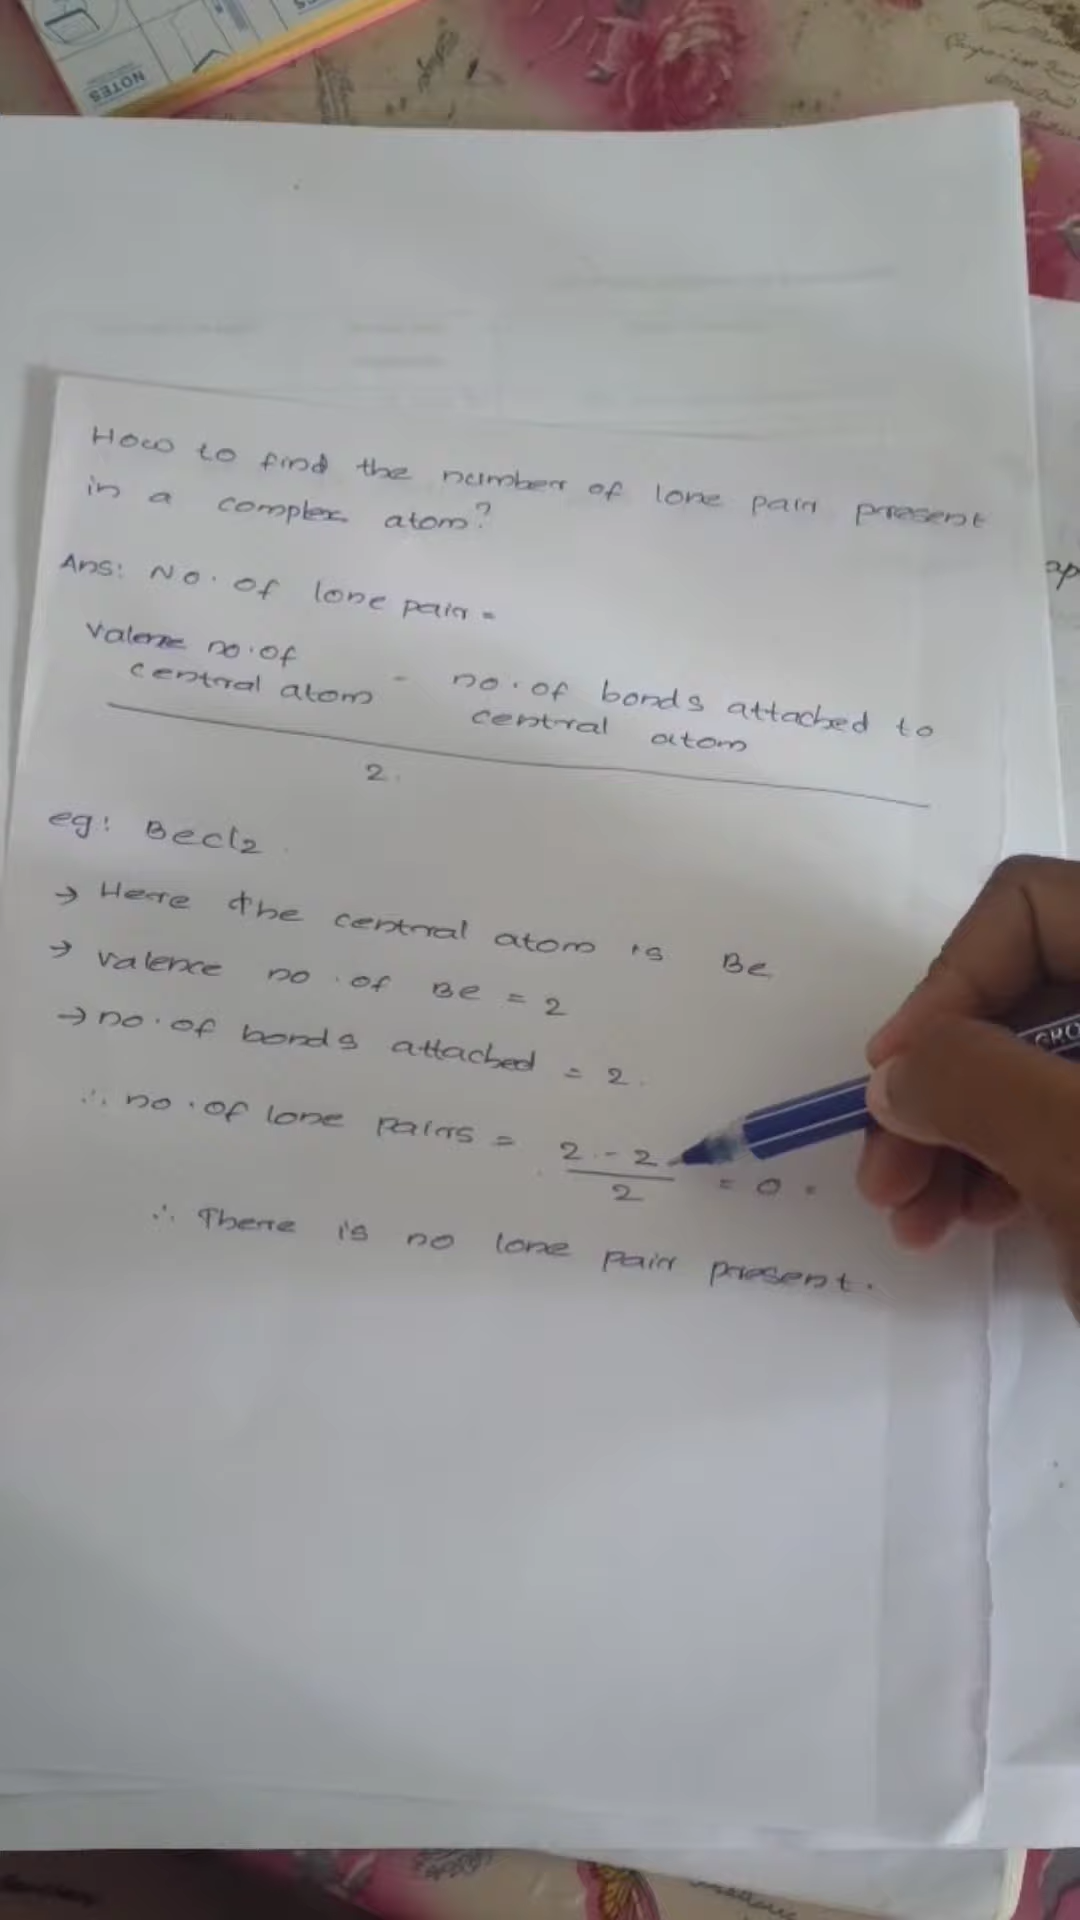 NOTES
How to find the number of lone pair present
in a complex atom?
Ans: No. of lone pair =
Valence no. of
central atom - no. of bonds attached to
central atom
2.
eg: BeCl2
→ Here the central atom is Be
→ valence no. of Be = 2
→ no. of bonds attached = 2.
∴ no. of lone pairs = 2 - 2
2 = 0.
∴ There is no lone pair present.